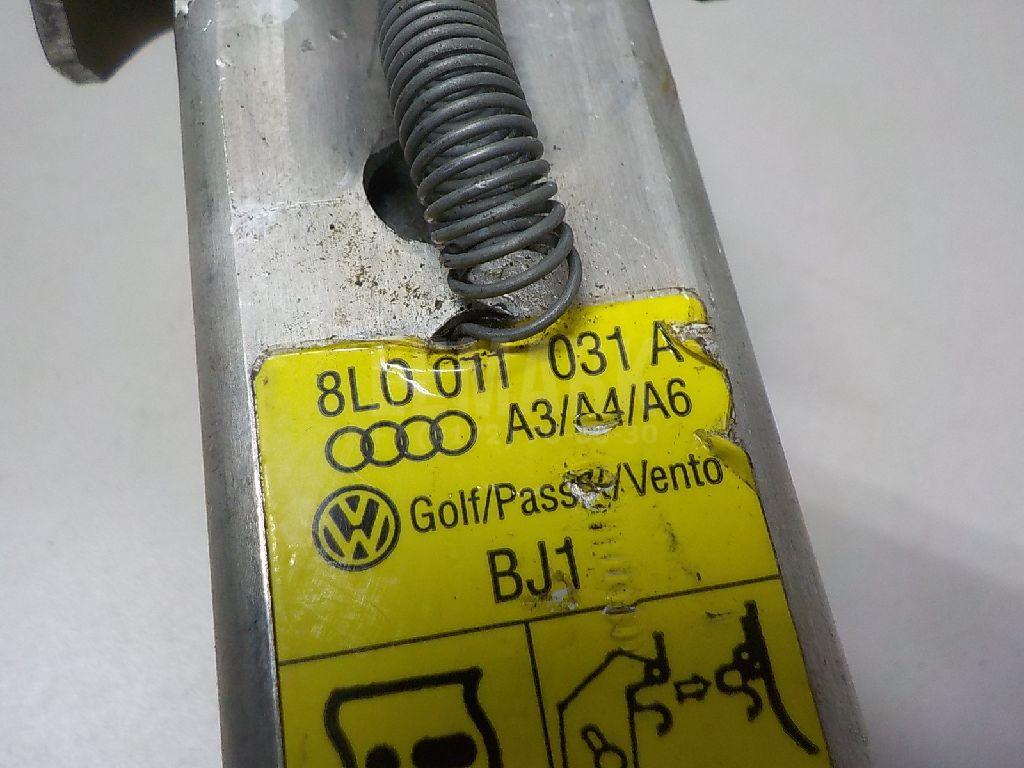 8L0 011 031 A
A3/A4/A6
Golf/Passat/Vento
BJ1